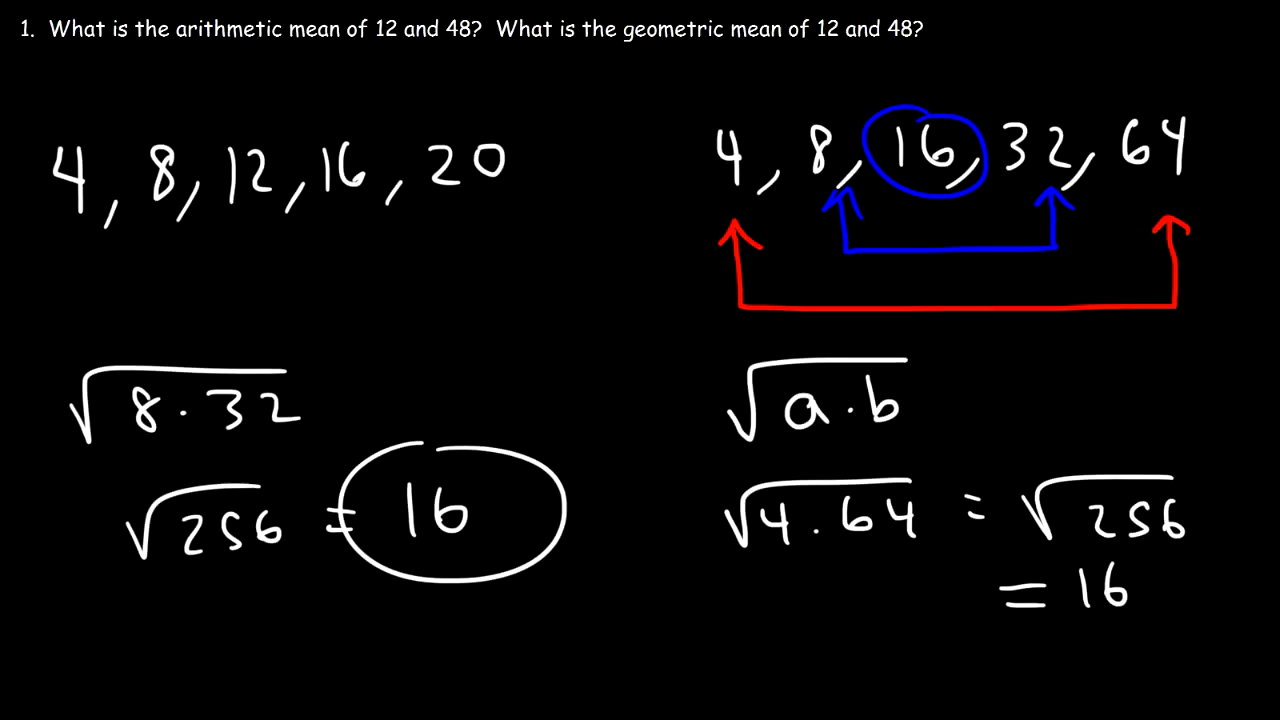 1. What is the arithmetic mean of 12 and 48? What is the geometric mean of 12 and 48?
4, 8, 12, 16, 20
4, 8, 16, 32, 64
√8·32
√256 = 16
√a·b
√4·64 = √256
= 16